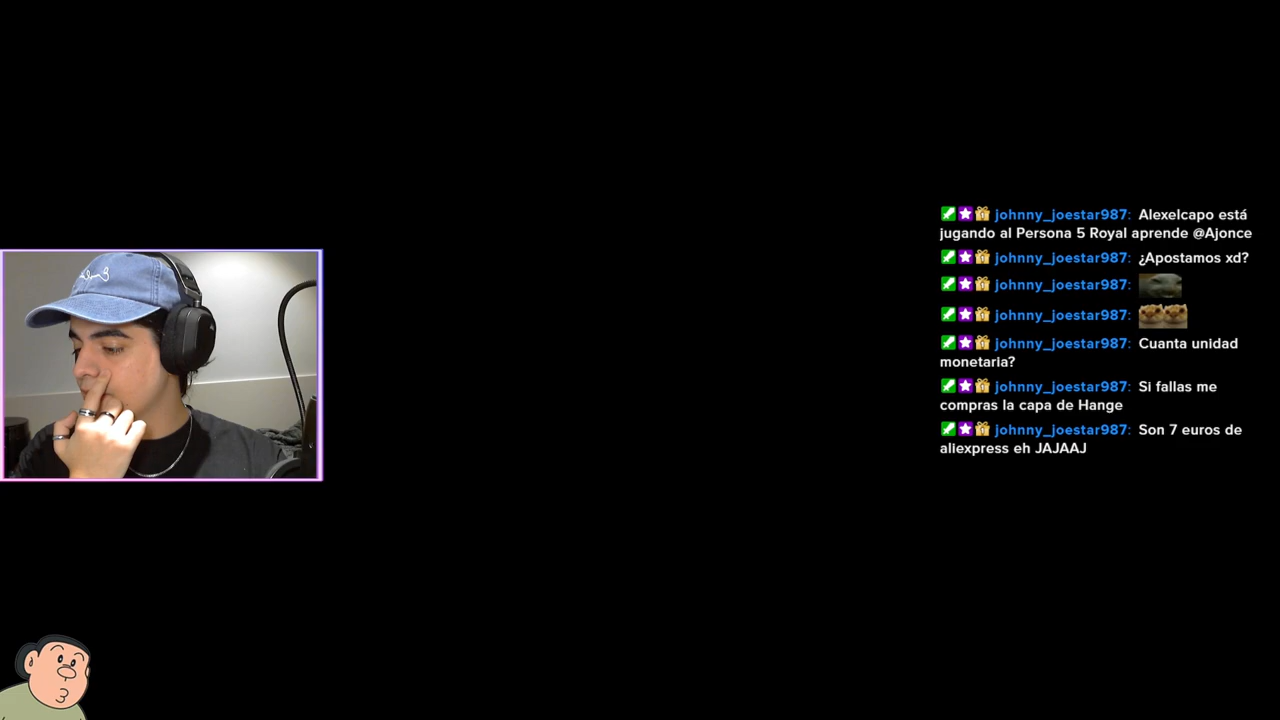 johnny_joestar987: Alexelcapo está
jugando al Persona 5 Royal aprende @Ajonce
johnny_joestar987: ¿Apostamos xd?
johnny_joestar987:
johnny_joestar987:
johnny_joestar987: Cuanta unidad
monetaria?
johnny_joestar987: Si fallas me
compras la capa de Hange
johnny_joestar987: Son 7 euros de
aliexpress eh JAJAAJ